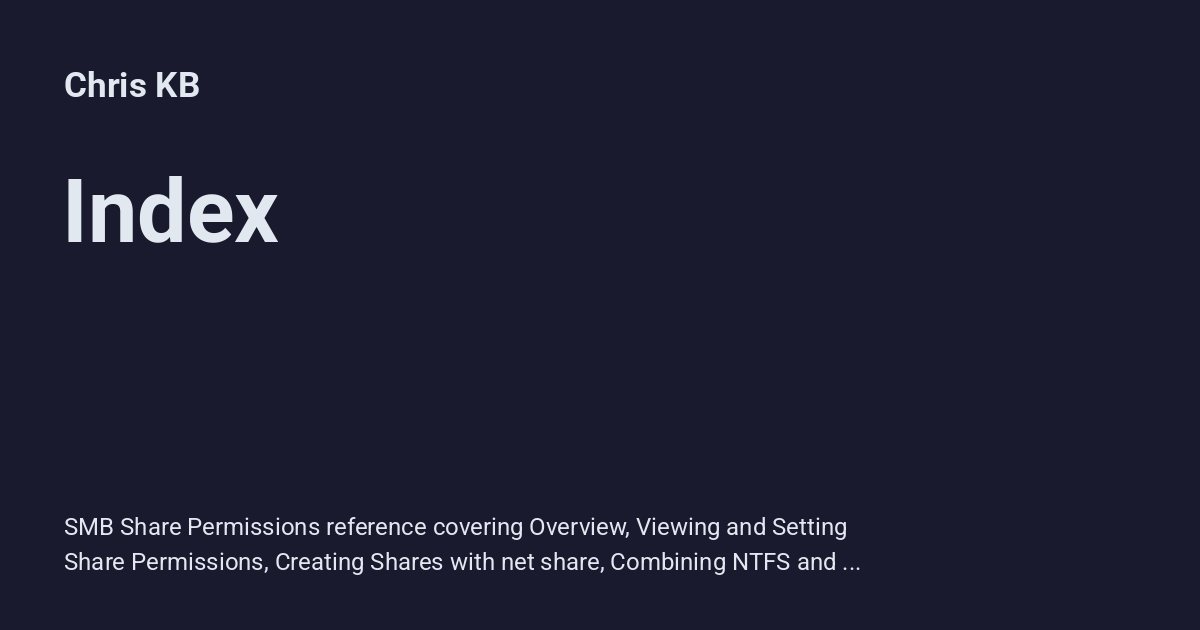 Chris KB
Index
SMB Share Permissions reference covering Overview, Viewing and Setting
Share Permissions, Creating Shares with net share, Combining NTFS and ...